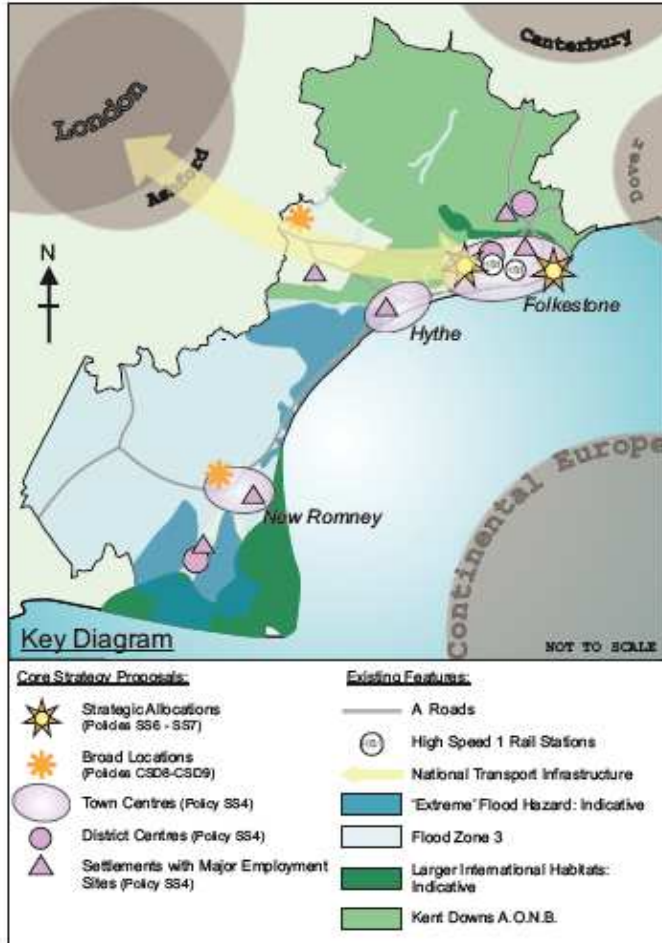 Canterbury
London
Ashford
Dover
N
Folkestone
Hythe
New Romney
Continental Europe
Key Diagram
NOT TO SCALE
Core Strategy Proposals:
Strategic Allocations
(Policies SS6 - SS7)
Broad Locations
(Policies CSD8-CSD9)
Town Centres (Policy SS4)
District Centres (Policy SS4)
Settlements with Major Employment
Sites (Policy SS4)
Existing Features:
A Roads
High Speed 1 Rail Stations
National Transport Infrastructure
"Extreme" Flood Hazard: Indicative
Flood Zone 3
Larger International Habitats:
Indicative
Kent Downs A.O.N.B.